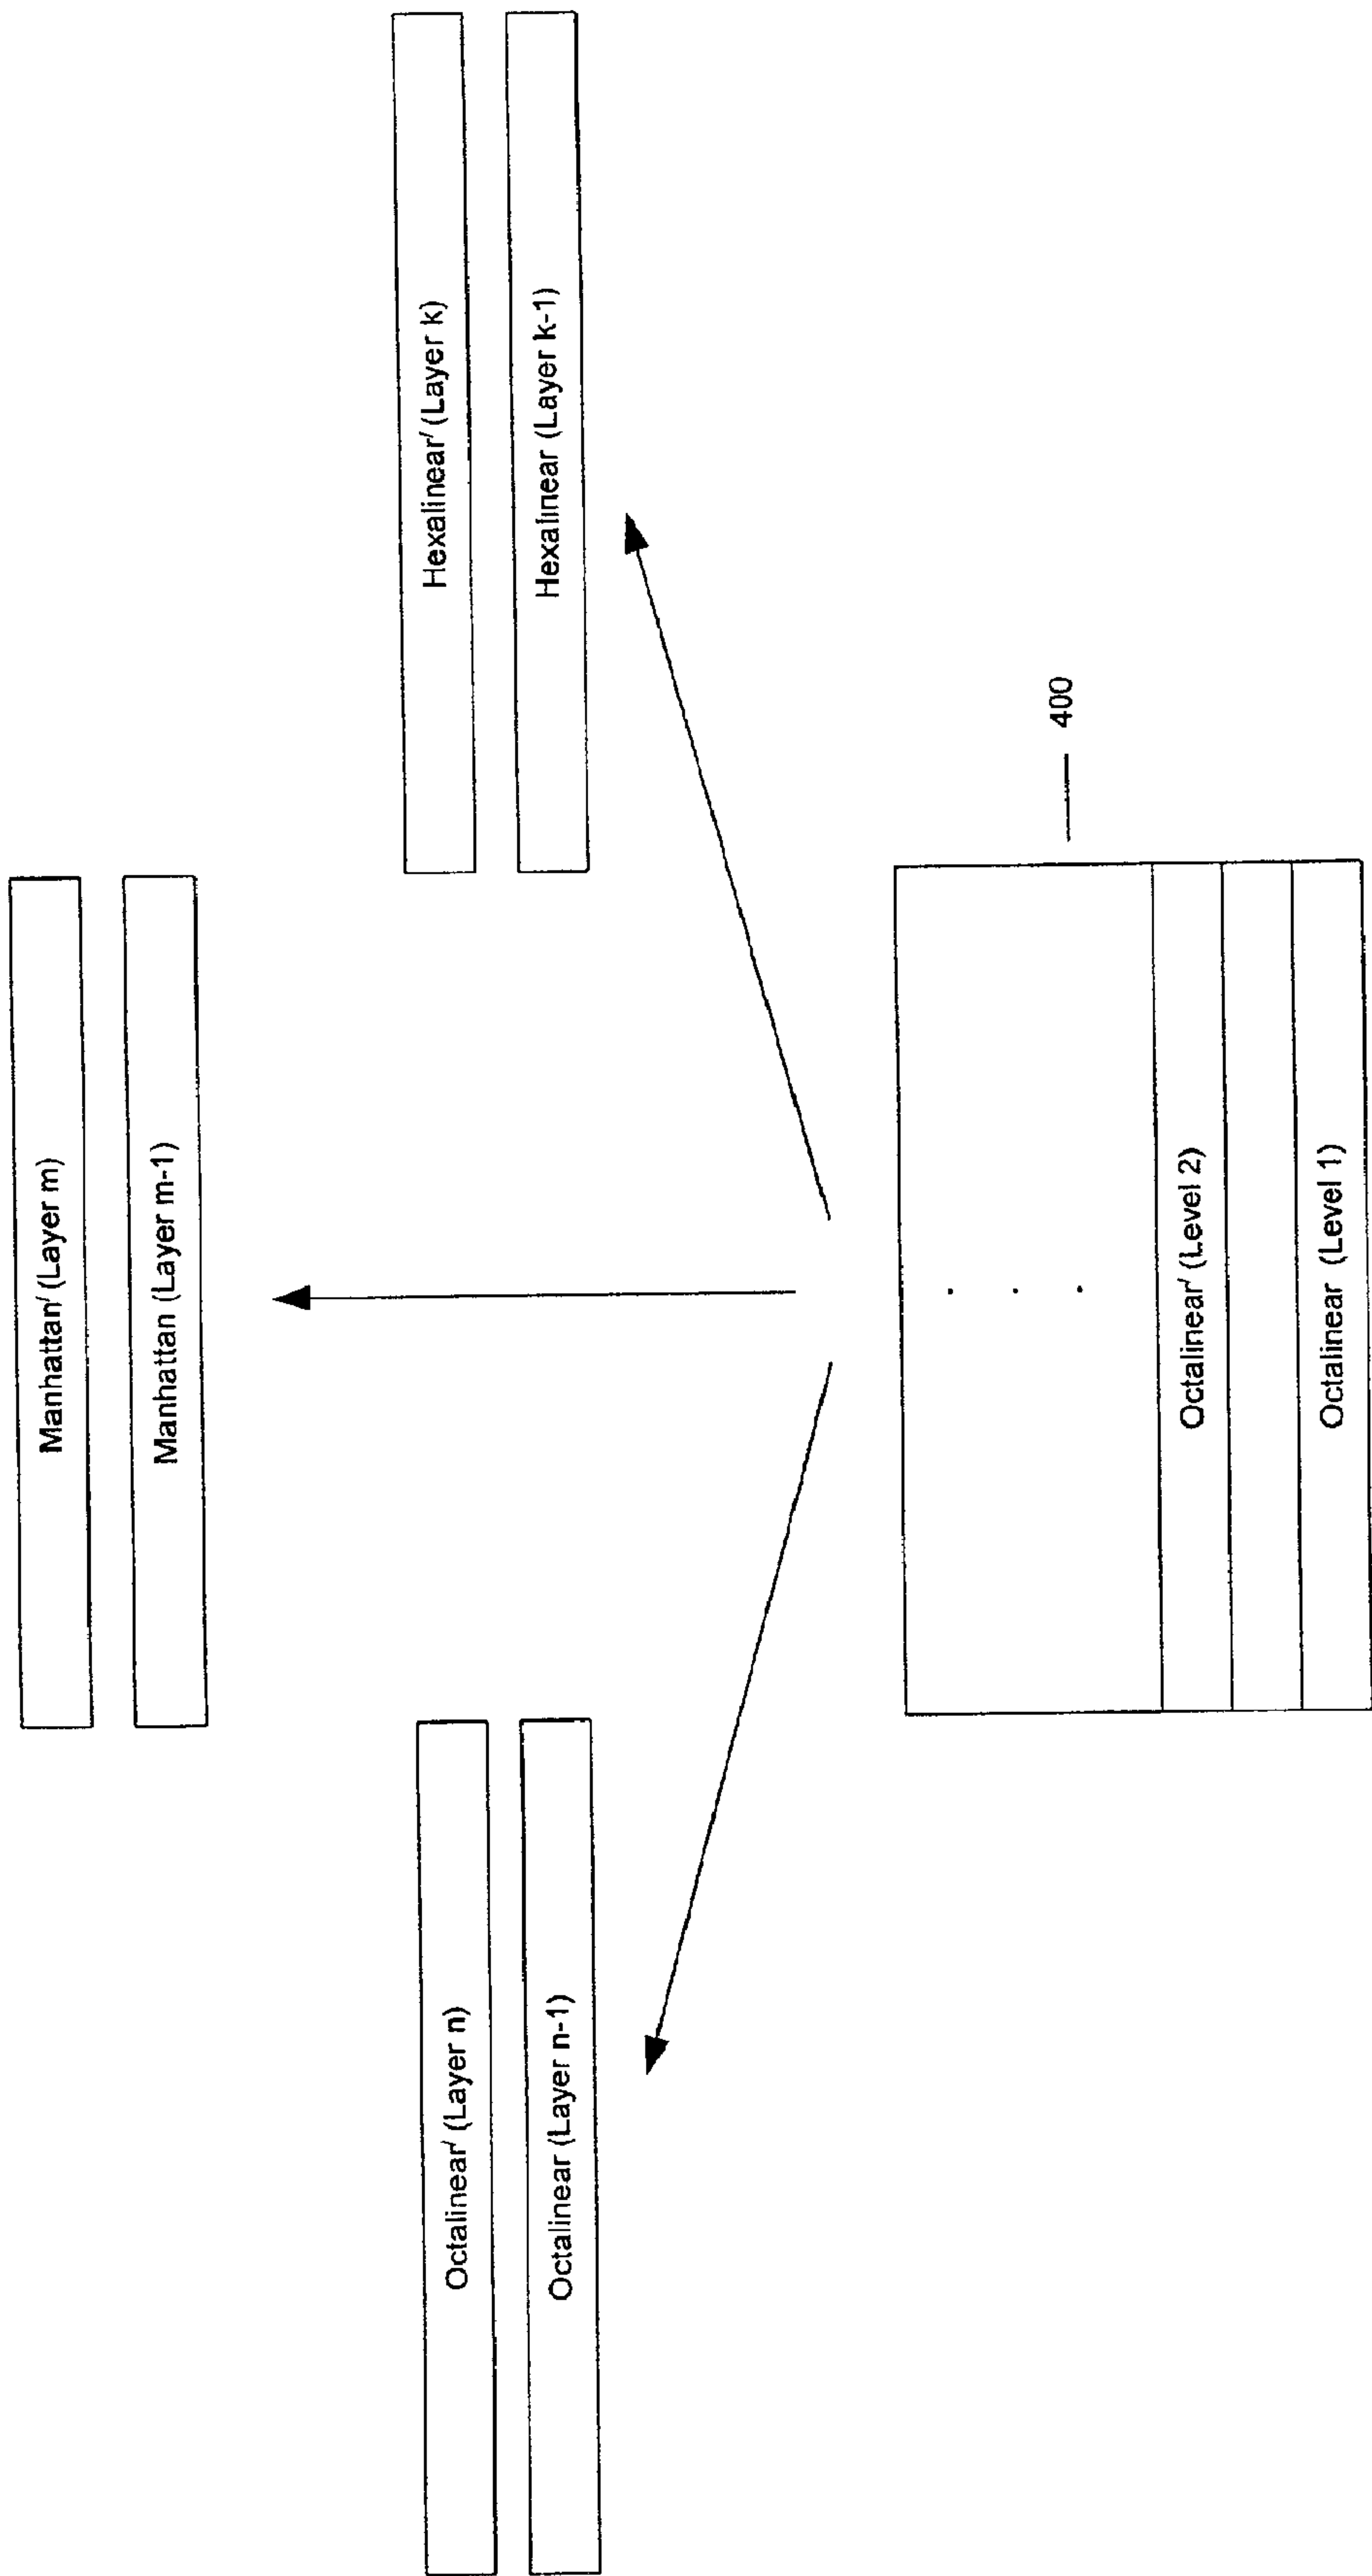 Manhattan' (Layer m)
Manhattan (Layer m-1)
Octalinear' (Layer n)
Octalinear (Layer n-1)
Hexalinear' (Layer k)
Hexalinear (Layer k-1)
400
Octalinear' (Level 2)
Octalinear (Level 1)